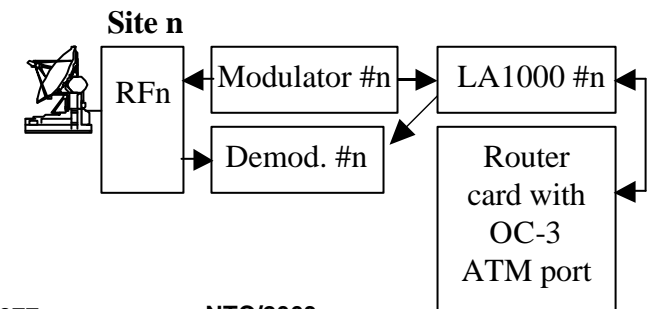 Site n
RFn
Modulator #n
LA1000 #n
Demod. #n
Router
card with
OC-3
ATM port